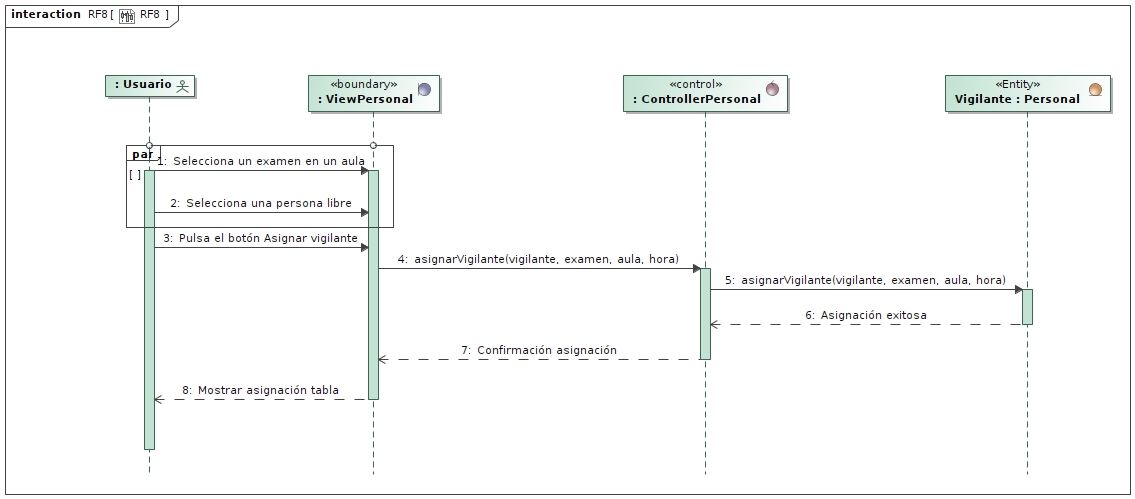 interaction RF8 [ RF8 ]
: Usuario
«boundary»
: ViewPersonal
«control»
: ControllerPersonal
«Entity»
Vigilante : Personal
par
[ ]
1: Selecciona un examen en un aula
2: Selecciona una persona libre
3: Pulsa el botón Asignar vigilante
4: asignarVigilante(vigilante, examen, aula, hora)
5: asignarVigilante(vigilante, examen, aula, hora)
6: Asignación exitosa
7: Confirmación asignación
8: Mostrar asignación tabla